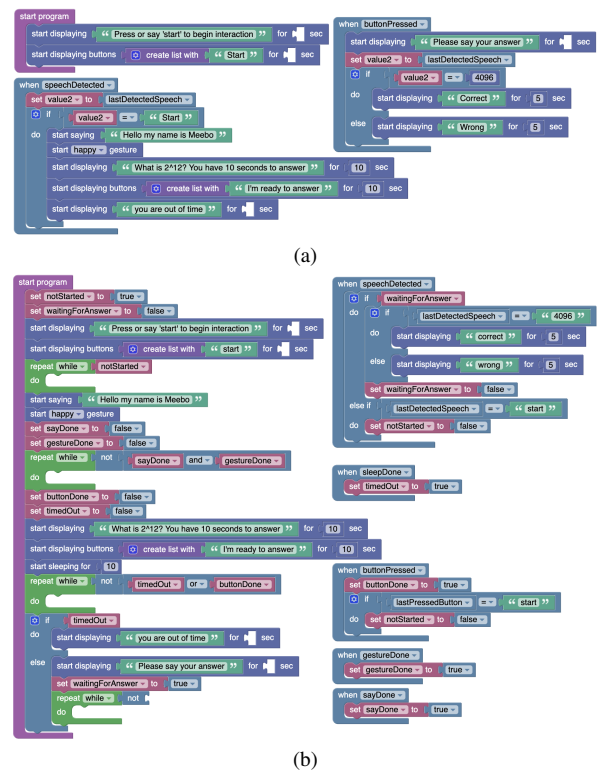 start program
start displaying “ Press or say 'start' to begin interaction ” for sec
start displaying buttons create list with “ Start ” for sec
when speechDetected
set value2 to lastDetectedSpeech
if value2 = “ Start ”
do start saying “ Hello my name is Meebo ”
start happy gesture
start displaying “ What is 2^12? You have 10 seconds to answer ” for 10 sec
start displaying buttons create list with “ I'm ready to answer ” for 10 sec
start displaying “ you are out of time ” for sec
when buttonPressed
start displaying “ Please say your answer ” for sec
set value2 to lastDetectedSpeech
if value2 = 4096
do start displaying “ Correct ” for 5 sec
else start displaying “ Wrong ” for 5 sec
(a)
start program
set notStarted to true
set waitingForAnswer to false
start displaying “ Press or say 'start' to begin interaction ” for sec
start displaying buttons create list with “ start ” for sec
repeat while notStarted
do
start saying “ Hello my name is Meebo ”
start happy gesture
set sayDone to false
set gestureDone to false
repeat while not sayDone and gestureDone
do
set buttonDone to false
set timedOut to false
start displaying “ What is 2^12? You have 10 seconds to answer ” for 10 sec
start displaying buttons create list with “ I'm ready to answer ” for 10 sec
start sleeping for 10
repeat while not timedOut or buttonDone
do
if timedOut
do start displaying “ you are out of time ” for sec
else start displaying “ Please say your answer ” for sec
set waitingForAnswer to true
repeat while not
do
when speechDetected
if waitingForAnswer
do if lastDetectedSpeech = “ 4096 ”
do start displaying “ correct ” for 5 sec
else start displaying “ wrong ” for 5 sec
set waitingForAnswer to false
else if lastDetectedSpeech = “ start ”
do set notStarted to false
when sleepDone
set timedOut to true
when buttonPressed
set buttonDone to true
if lastPressedButton = “ start ”
do set notStarted to false
when gestureDone
set gestureDone to true
when sayDone
set sayDone to true
(b)